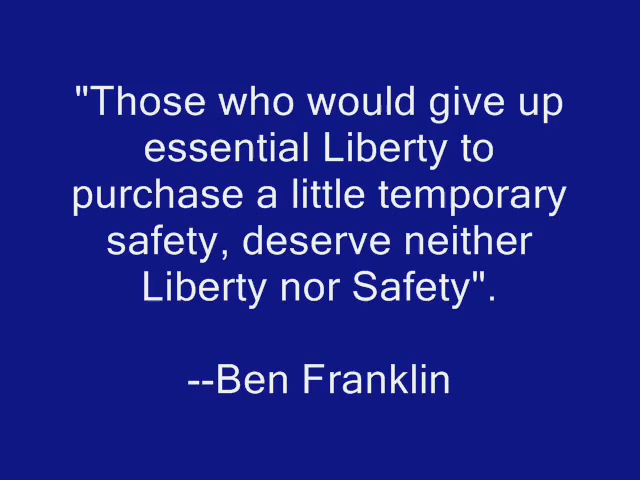 "Those who would give up
essential Liberty to
purchase a little temporary
safety, deserve neither
Liberty nor Safety".
--Ben Franklin